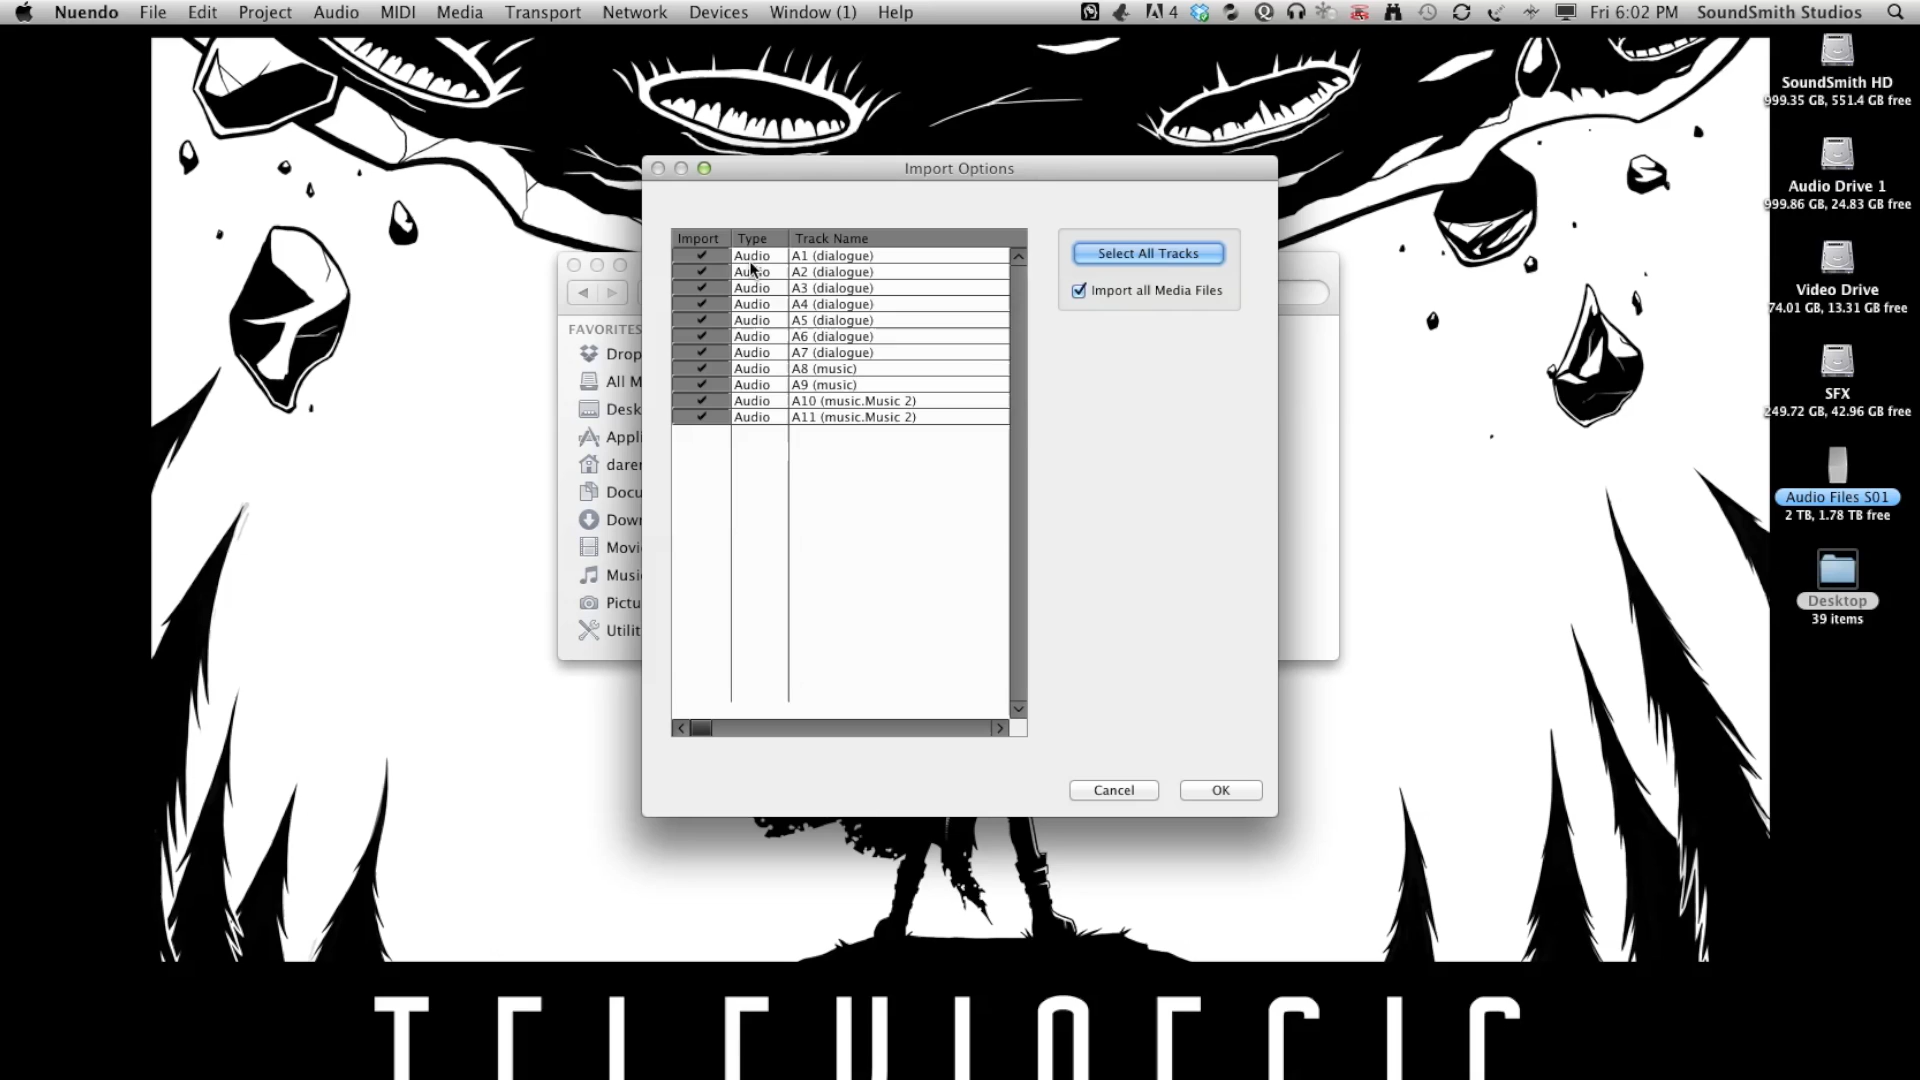 Nuendo File Edit Project Audio MIDI Media Transport Network Devices Window (1) Help 4 Fri 6:02 PM SoundSmith Studios
SoundSmith HD
999.35 GB, 551.4 GB free
Audio Drive 1
999.86 GB, 24.83 GB free
Video Drive
74.01 GB, 13.31 GB free
SFX
249.72 GB, 42.96 GB free
Audio Files S01
2 TB, 1.78 TB free
Desktop
39 items
Import Options
Import Type Track Name
Audio A1 (dialogue)
Audio A2 (dialogue)
Audio A3 (dialogue)
Audio A4 (dialogue)
Audio A5 (dialogue)
Audio A6 (dialogue)
Audio A7 (dialogue)
Audio A8 (music)
Audio A9 (music)
Audio A10 (music.Music 2)
Audio A11 (music.Music 2)
Select All Tracks
Import all Media Files
Cancel OK
FAVORITES
Drop
All M
Desk
Appli
daren
Docu
Down
Movi
Musi
Pictu
Utilit